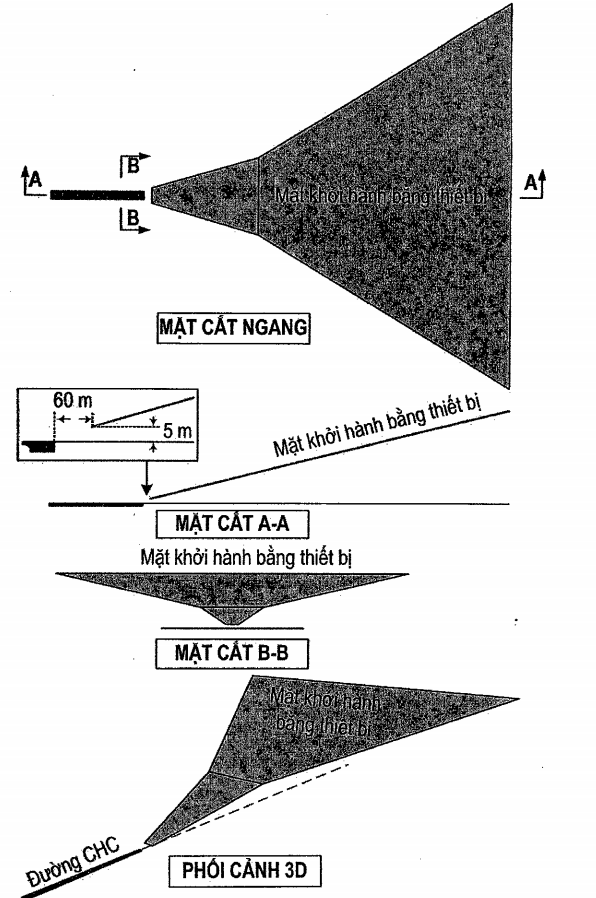 B
A
A
Mặt khởi hành bằng thiết bị
B
MẶT CẮT NGANG
60 m
5 m
Mặt khởi hành bằng thiết bị
MẶT CẮT A-A
Mặt khởi hành bằng thiết bị
MẶT CẮT B-B
Mặt khởi hành
bằng thiết bị
Đường CHC
PHỐI CẢNH 3D